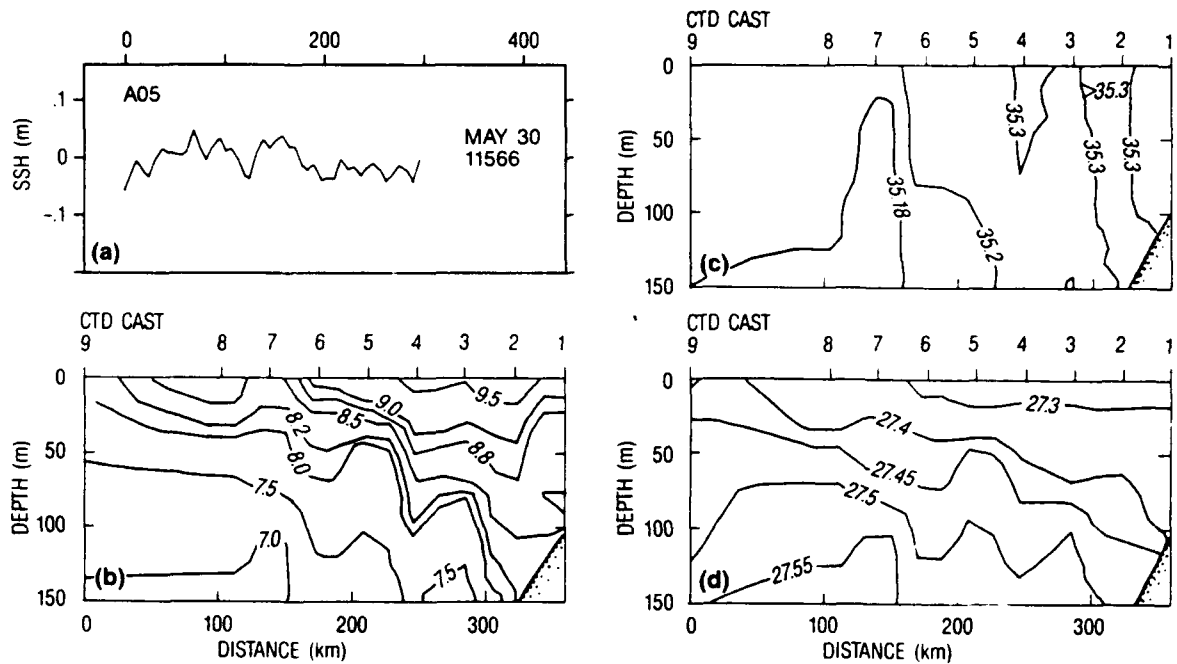 0 200 400
.1
0
-.1
SSH (m)
A05
MAY 30
11566
(a)
CTD CAST
9 8 7 6 5 4 3 2 1
0
50
100
150
DEPTH (m)
35.3
>35.3
35.3
35.3
35.18
35.2
(c)
CTD CAST
9 8 7 6 5 4 3 2 1
0
50
100
150
DEPTH (m)
9.0
9.5
8.5
8.2
8.8
8.0
7.5
7.0
7.5
(b)
0 100 200 300
DISTANCE (km)
CTD CAST
9 8 7 6 5 4 3 2 1
0
50
100
150
DEPTH (m)
27.3
27.4
27.45
27.5
27.55
(d)
0 100 200 300
DISTANCE (km)